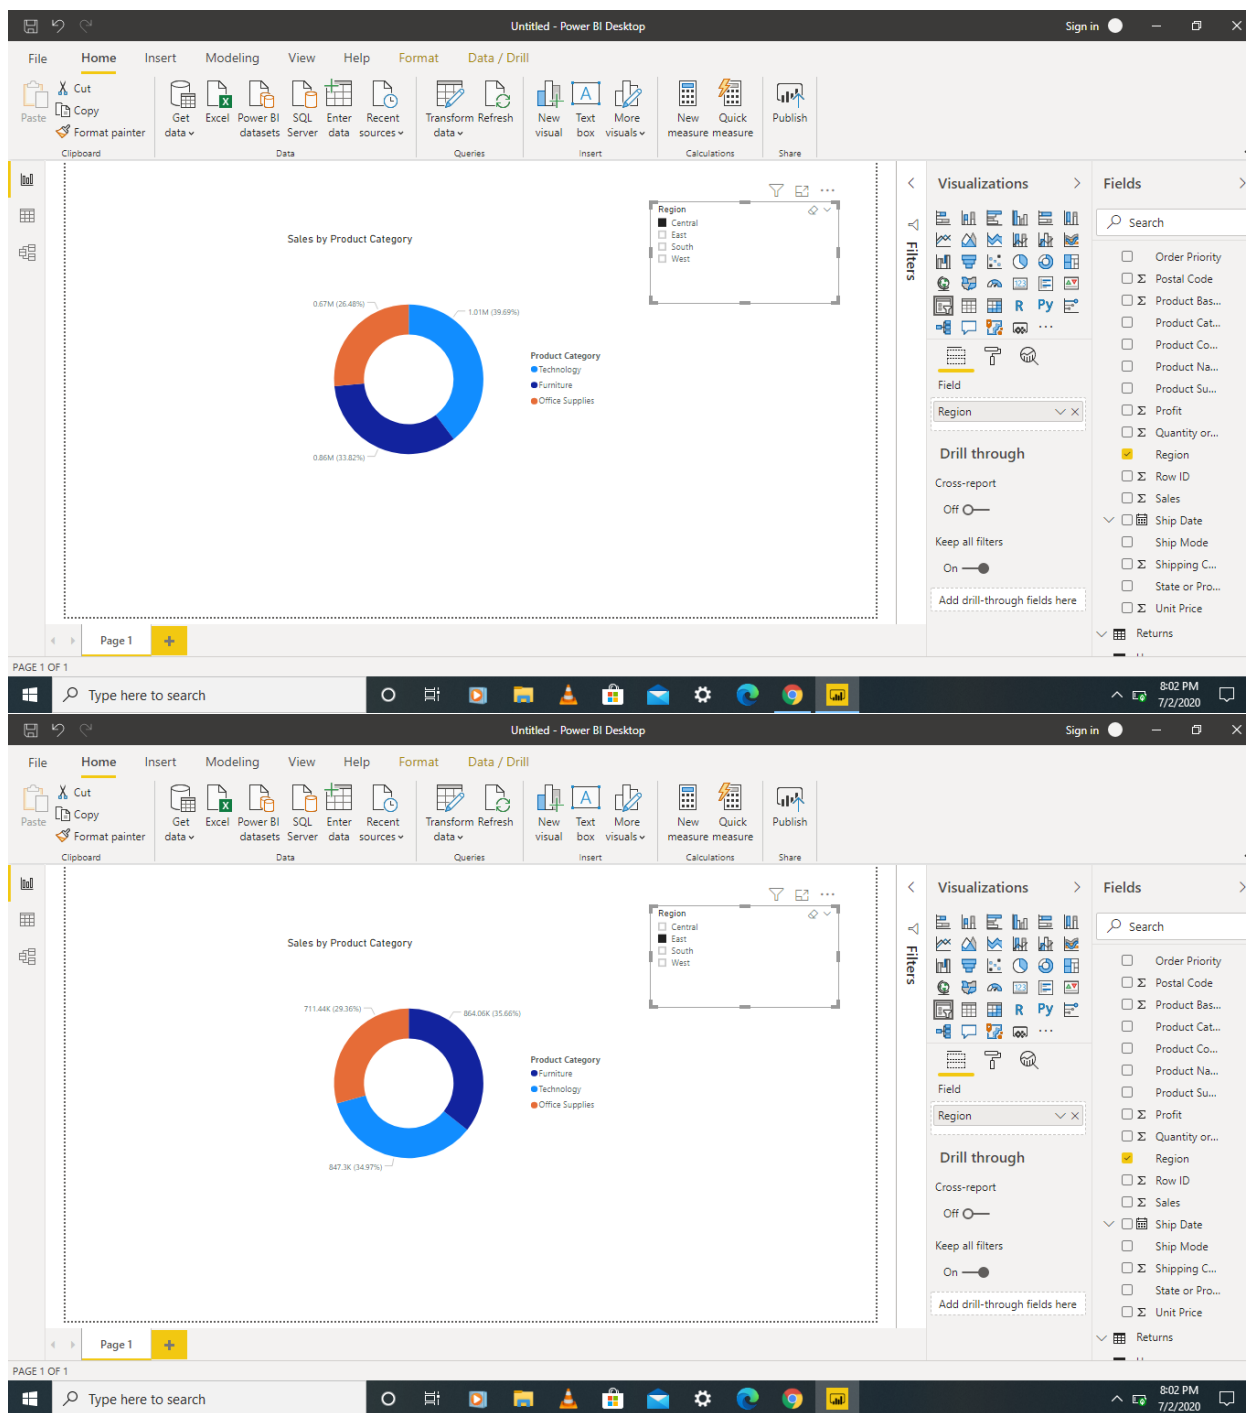 Untitled - Power BI Desktop
Sign in
File Home Insert Modeling View Help Format Data / Drill
Paste
Cut
Copy
Format painter
Get data
Excel
Power BI datasets
SQL Server
Enter data
Recent sources
Transform data
Refresh
New visual
Text box
More visuals
New measure
Quick measure
Publish
Clipboard Data Queries Insert Calculations Share
Sales by Product Category
0.67M (26.48%)
1.01M (39.69%)
0.86M (33.82%)
Product Category
Technology
Furniture
Office Supplies
Region
Central
East
South
West
Filters
Visualizations
123
R Py
Field
Region
Drill through
Cross-report
Off
Keep all filters
On
Add drill-through fields here
Fields
Search
Order Priority
Σ Postal Code
Σ Product Bas...
Product Cat...
Product Co...
Product Na...
Product Su...
Σ Profit
Σ Quantity or...
Region
Σ Row ID
Σ Sales
Ship Date
Ship Mode
Σ Shipping C...
State or Pro...
Σ Unit Price
Returns
Page 1
PAGE 1 OF 1
Type here to search
8:02 PM
7/2/2020
Untitled - Power BI Desktop
Sign in
File Home Insert Modeling View Help Format Data / Drill
Paste
Cut
Copy
Format painter
Get data
Excel
Power BI datasets
SQL Server
Enter data
Recent sources
Transform data
Refresh
New visual
Text box
More visuals
New measure
Quick measure
Publish
Clipboard Data Queries Insert Calculations Share
Sales by Product Category
711.44K (29.36%)
864.06K (35.66%)
847.3K (34.97%)
Product Category
Furniture
Technology
Office Supplies
Region
Central
East
South
West
Filters
Visualizations
123
R Py
Field
Region
Drill through
Cross-report
Off
Keep all filters
On
Add drill-through fields here
Fields
Search
Order Priority
Σ Postal Code
Σ Product Bas...
Product Cat...
Product Co...
Product Na...
Product Su...
Σ Profit
Σ Quantity or...
Region
Σ Row ID
Σ Sales
Ship Date
Ship Mode
Σ Shipping C...
State or Pro...
Σ Unit Price
Returns
Page 1
PAGE 1 OF 1
Type here to search
8:02 PM
7/2/2020